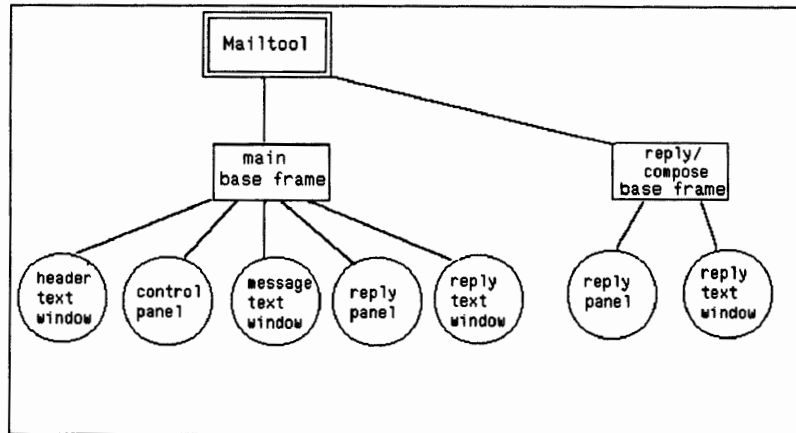 Mailtool
main
base frame
reply/
compose
base frame
header
text
window
control
panel
message
text
window
reply
panel
reply
text
window
reply
panel
reply
text
window